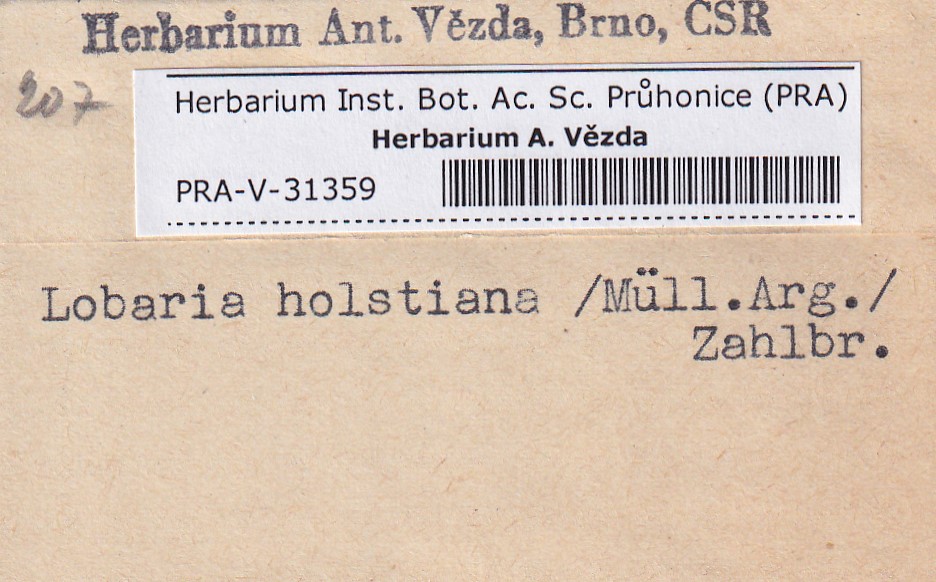 Herbarium Ant. Vězda, Brno, ČSR
207
Herbarium Inst. Bot. Ac. Sc. Průhonice (PRA)
Herbarium A. Vězda
PRA-V-31359
Lobaria holstiana /Müll.Arg./
Zahlbr.